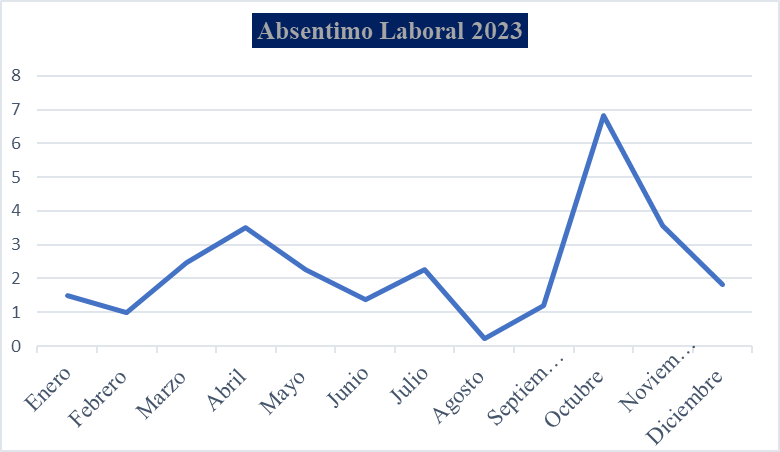 Absentimo Laboral 2023
8
7
6
5
4
3
2
1
0
Enero
Febrero
Marzo
Abril
Mayo
Junio
Julio
Agosto
Septiem...
Octubre
Noviem...
Diciembre